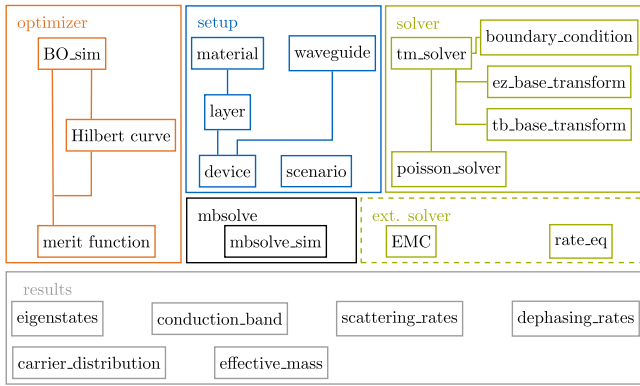 optimizer
BO_sim
Hilbert curve
merit function
setup
material
waveguide
layer
device
scenario
solver
tm_solver
boundary_condition
ez_base_transform
tb_base_transform
poisson_solver
mbsolve
mbsolve_sim
ext. solver
EMC
rate_eq
results
eigenstates
conduction_band
scattering_rates
dephasing_rates
carrier_distribution
effective_mass